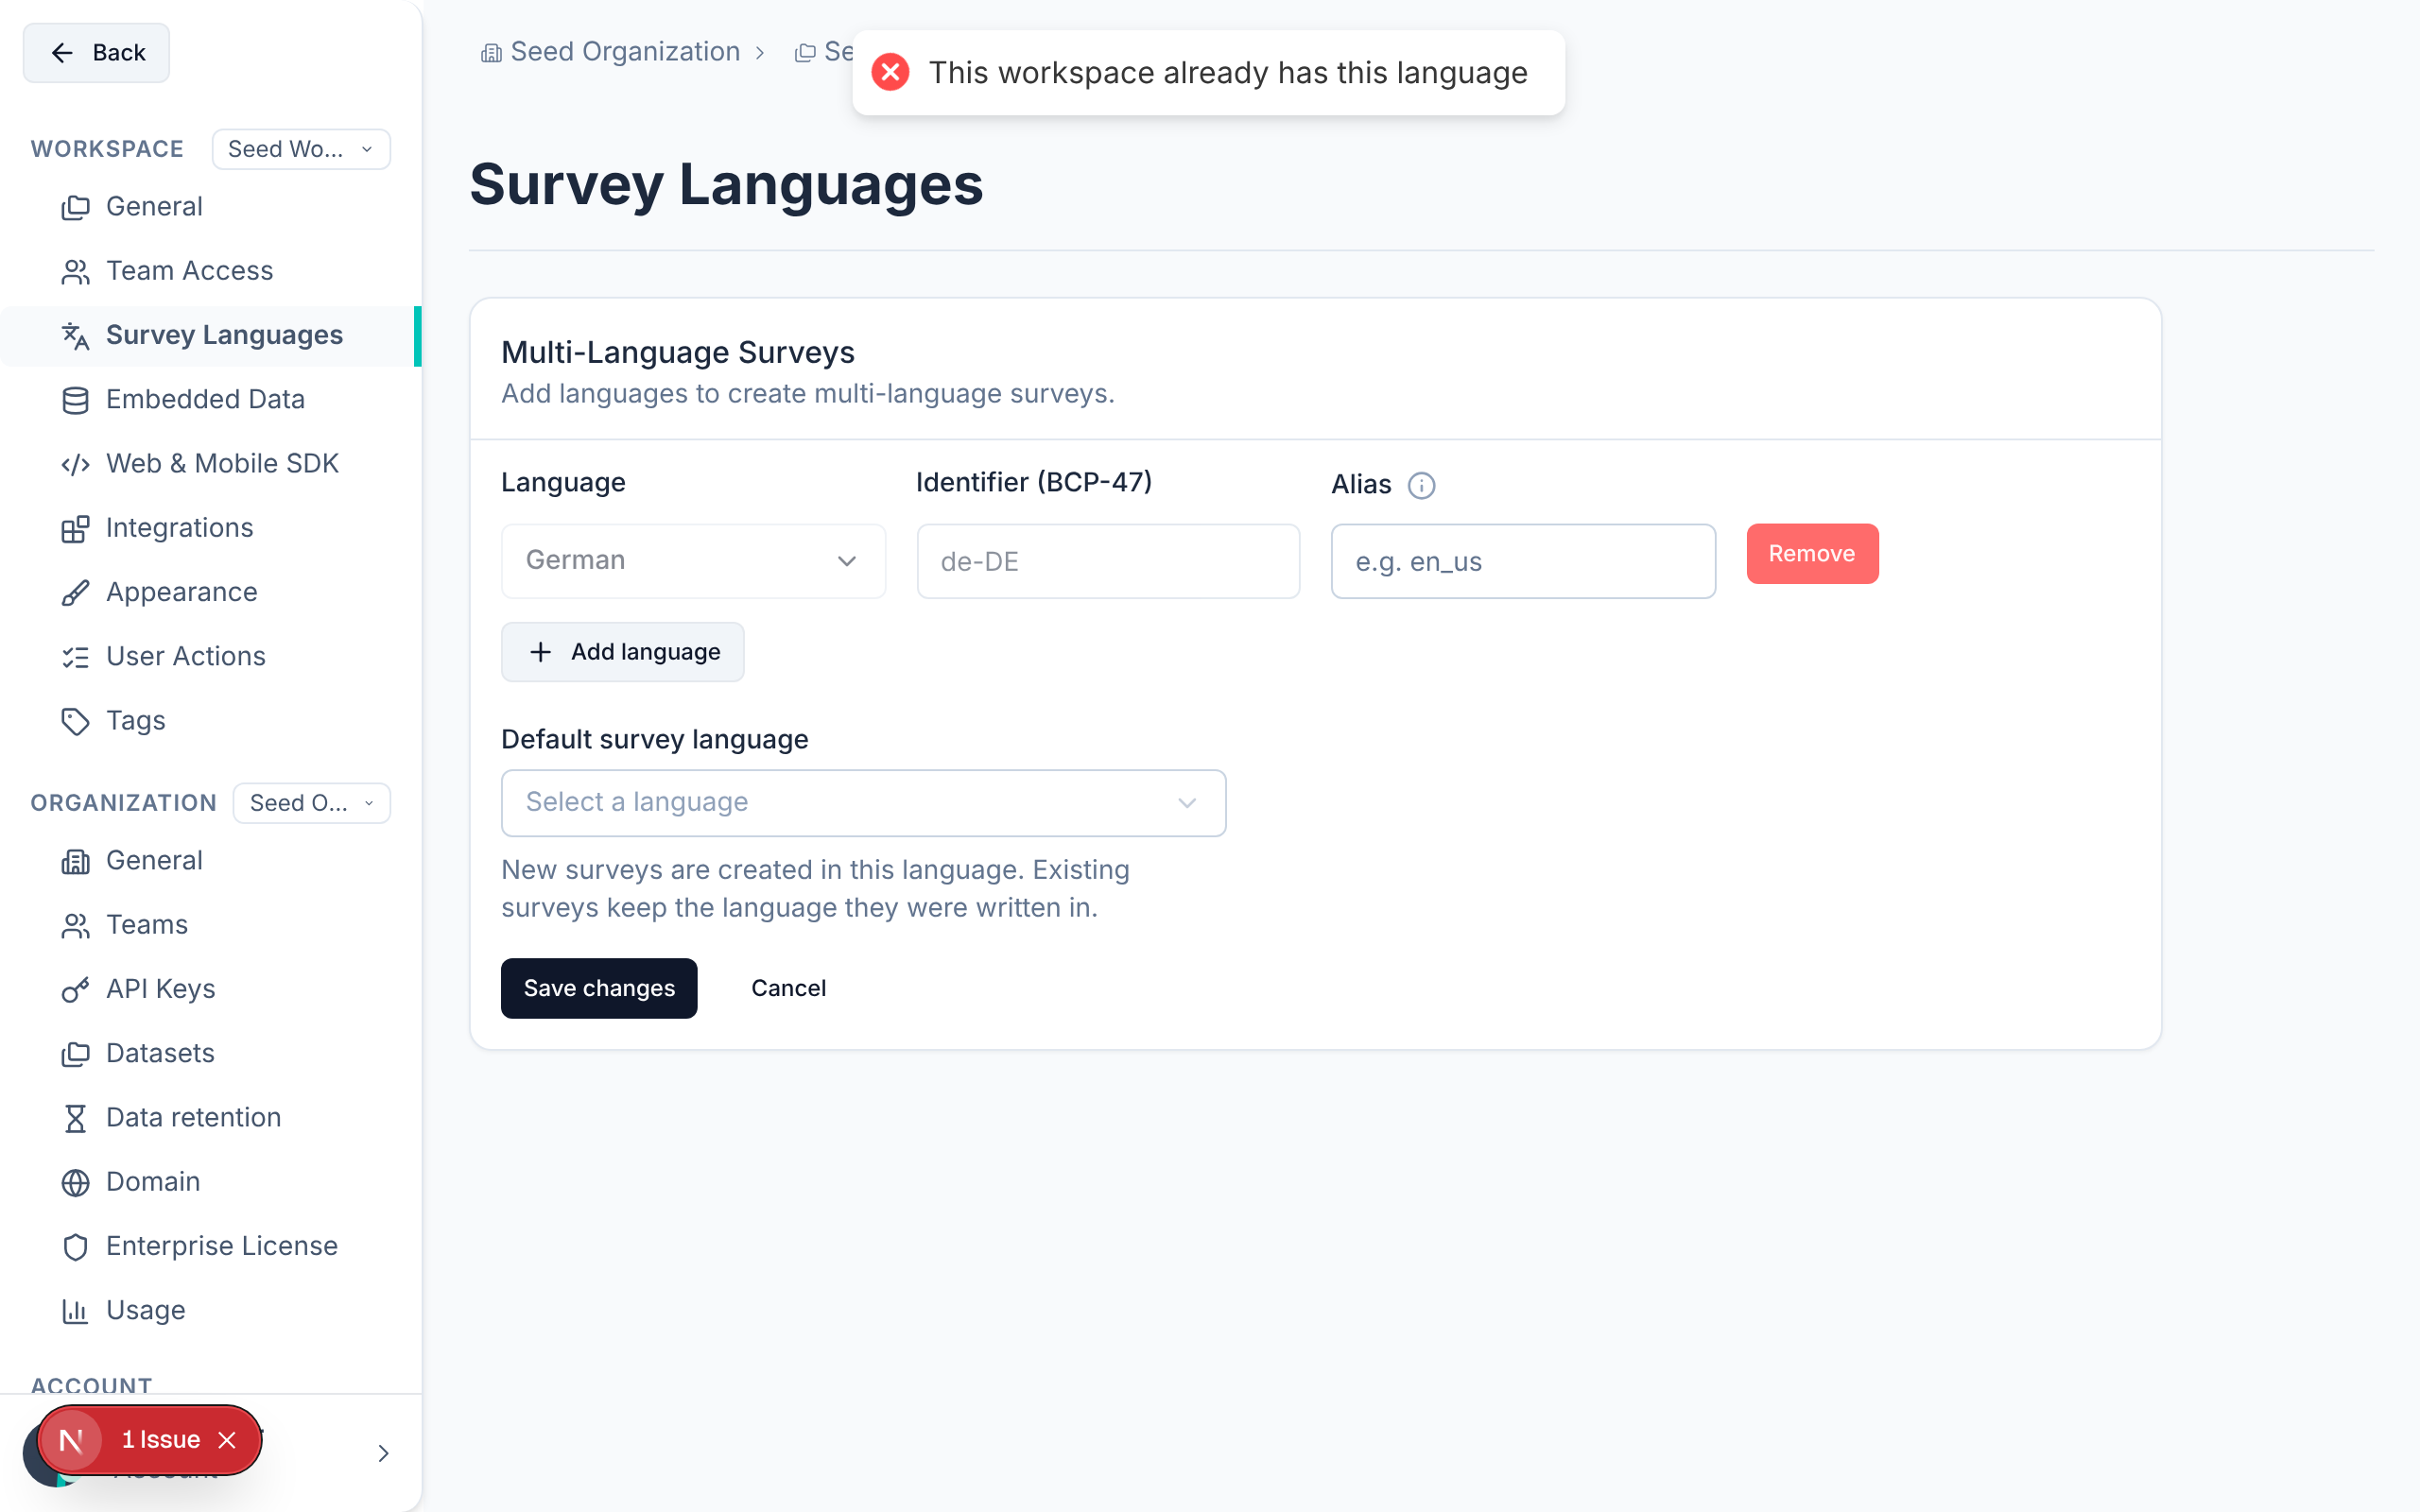 Back
Seed Organization
Se
This workspace already has this language
WORKSPACE
Seed Wo...
General
Team Access
Survey Languages
Embedded Data
Web & Mobile SDK
Integrations
Appearance
User Actions
Tags
ORGANIZATION
Seed O...
General
Teams
API Keys
Datasets
Data retention
Domain
Enterprise License
Usage
ACCOUNT
N
1 Issue
Account
Survey Languages
Multi-Language Surveys
Add languages to create multi-language surveys.
Language
Identifier (BCP-47)
Alias
German
de-DE
e.g. en_us
Remove
Add language
Default survey language
Select a language
New surveys are created in this language. Existing
surveys keep the language they were written in.
Save changes
Cancel